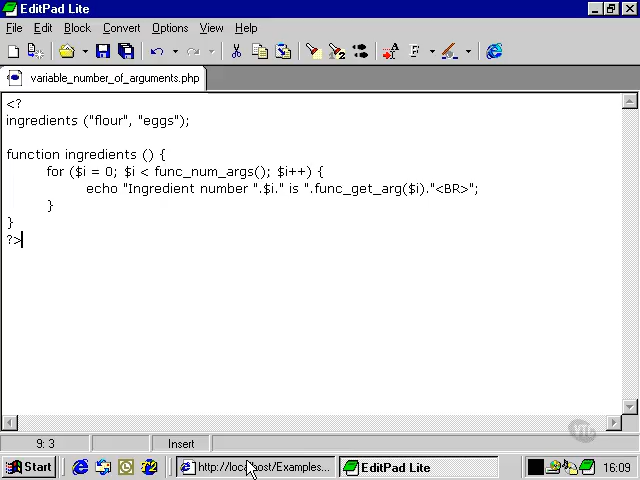 EditPad Lite
File Edit Block Convert Options View Help
variable_number_of_arguments.php
<?
ingredients ("flour", "eggs");
function ingredients () {
for ($i = 0; $i < func_num_args(); $i++) {
echo "Ingredient number ".$i." is ".func_get_arg($i)."<BR>";
}
}
?>
VTC
9: 3 Insert
Start http://localhost/Examples... EditPad Lite 16:09